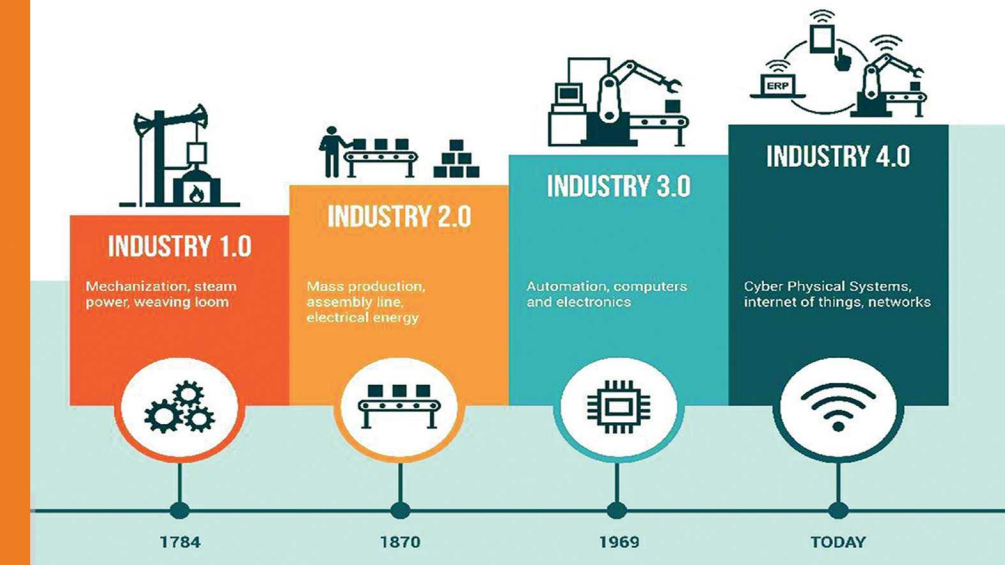 ERP
INDUSTRY 1.0
Mechanization, steam
power, weaving loom
INDUSTRY 2.0
Mass production,
assembly line,
electrical energy
INDUSTRY 3.0
Automation, computers
and electronics
INDUSTRY 4.0
Cyber Physical Systems,
internet of things, networks
1784
1870
1969
TODAY